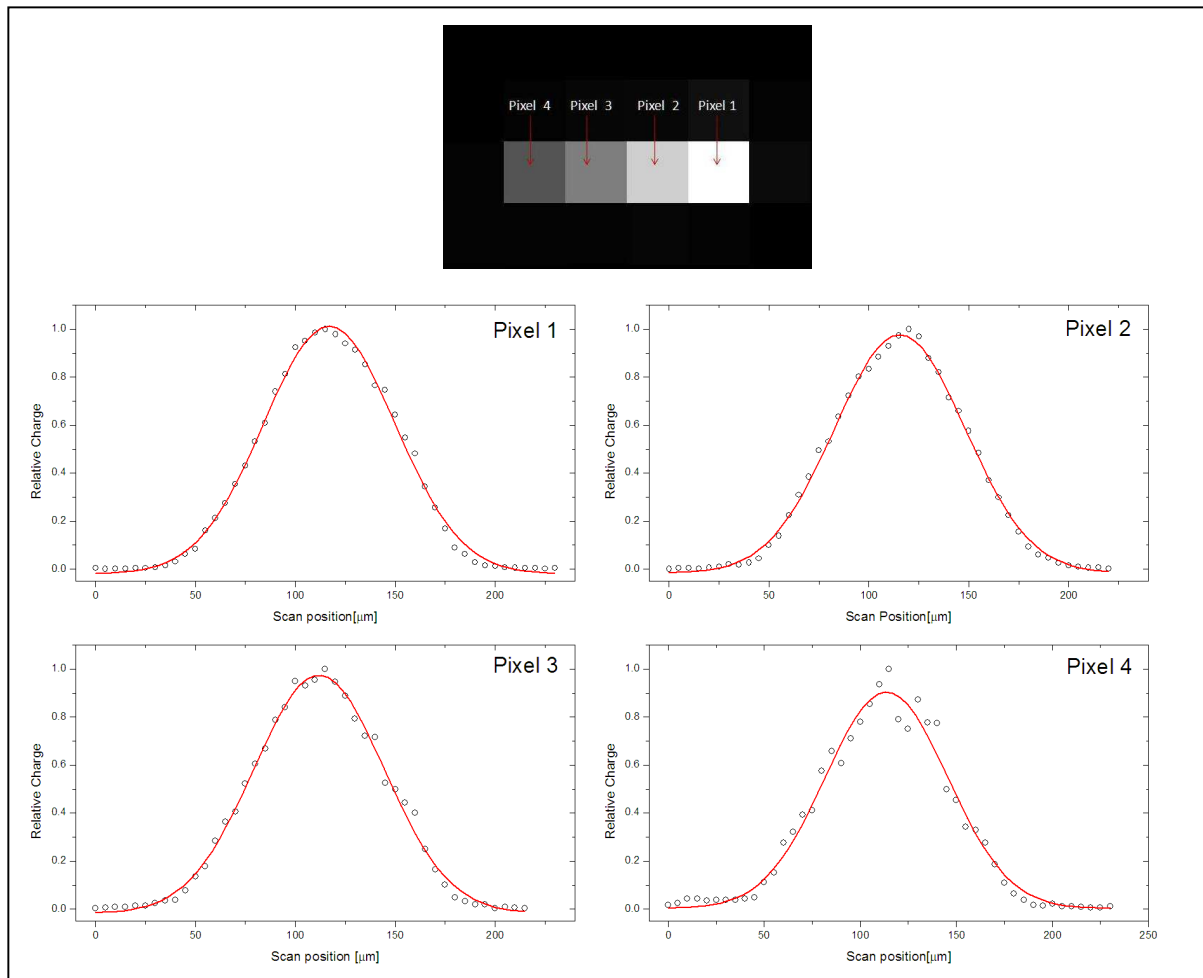 Pixel 4 Pixel 3 Pixel 2 Pixel 1
Pixel 1
1.0
0.8
0.6
0.4
0.2
0.0
Relative Charge
0 50 100 150 200
Scan position[μm]
Pixel 2
1.0
0.8
0.6
0.4
0.2
0.0
Relative Charge
0 50 100 150 200 250
Scan Position[μm]
Pixel 3
1.0
0.8
0.6
0.4
0.2
0.0
Relative Charge
0 50 100 150 200
Scan position [μm]
Pixel 4
1.0
0.8
0.6
0.4
0.2
0.0
Relative Charge
0 50 100 150 200 250
Scan position[μm]